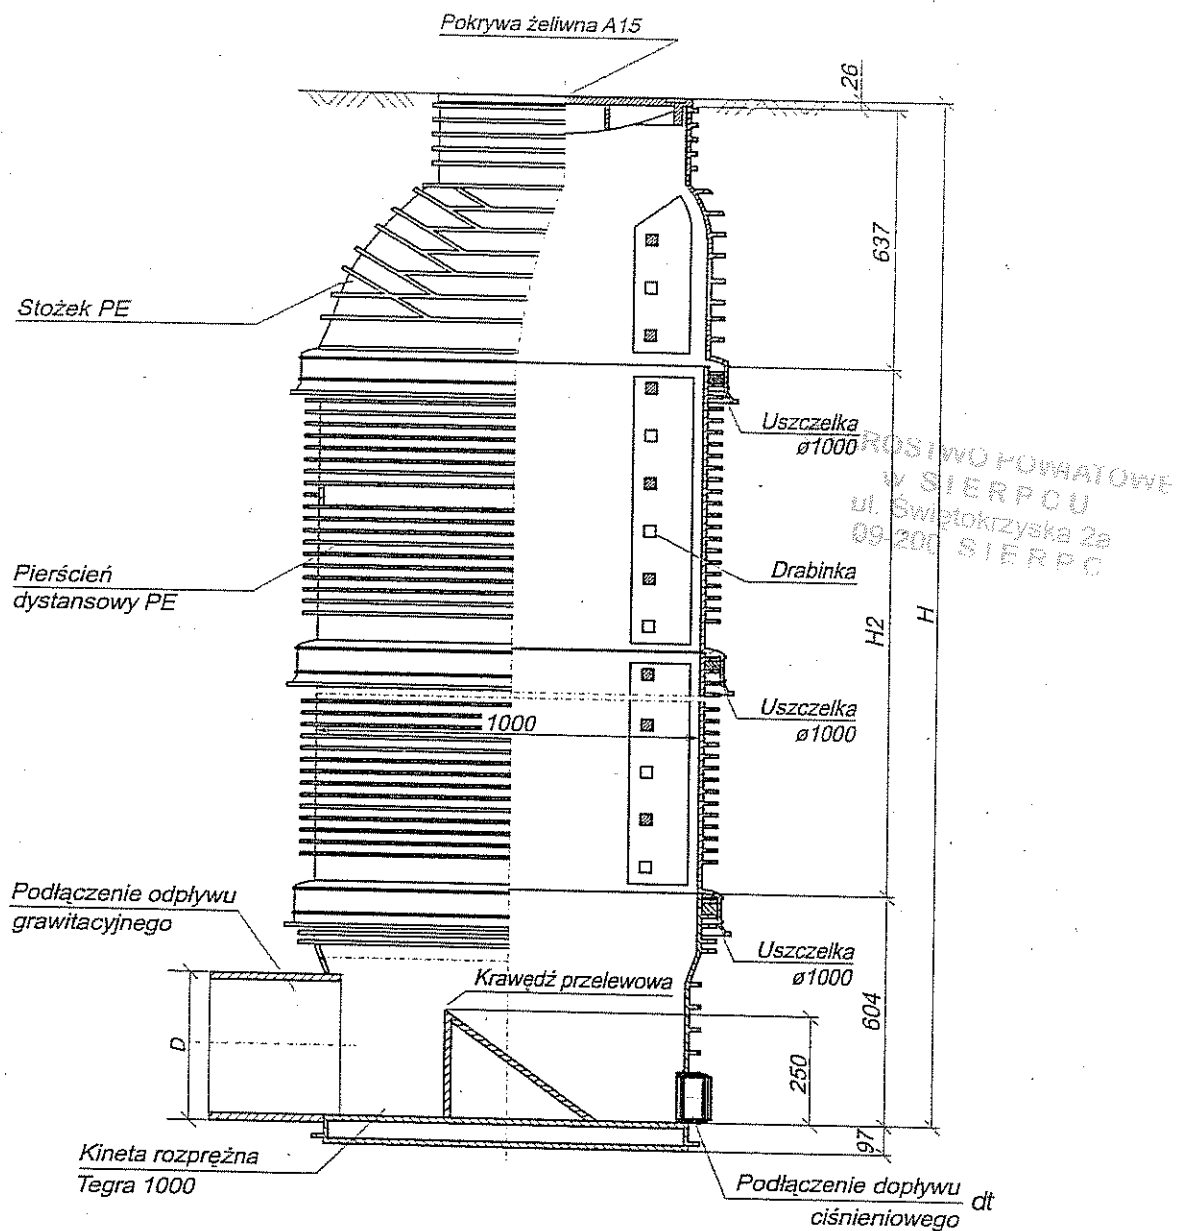 Pokrywa żeliwna A15
26
637
Stożek PE
Uszczelka
ø1000
ROSTWO POWIATOWE
w SIERPCU
ul. Świętokrzyska 2a
09-200 SIERPC
Pierścień
dystansowy PE
Drabinka
H2
H
1000
Uszczelka
ø1000
Podłączenie odpływu
grawitacyjnego
Uszczelka
ø1000
Krawędź przelewowa
604
D
250
97
Kineta rozprężna
Tegra 1000
Podłączenie dopływu dt
ciśnieniowego